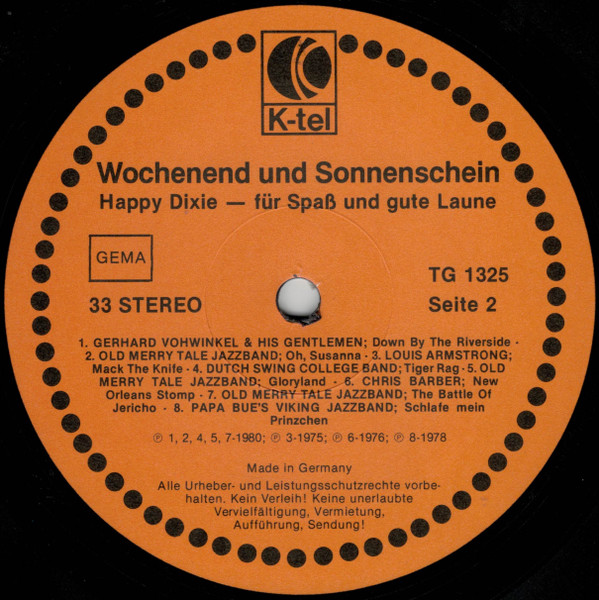 K-tel
Wochenend und Sonnenschein
Happy Dixie — für Spaß und gute Laune
GEMA
TG 1325
33 STEREO
Seite 2
1. GERHARD VOHWINKEL & HIS GENTLEMEN; Down By The Riverside ·
2. OLD MERRY TALE JAZZBAND; Oh, Susanna · 3. LOUIS ARMSTRONG;
Mack The Knife · 4. DUTCH SWING COLLEGE BAND; Tiger Rag · 5. OLD
MERRY TALE JAZZBAND; Gloryland · 6. CHRIS BARBER; New
Orleans Stomp · 7. OLD MERRY TALE JAZZBAND; The Battle Of
Jericho · 8. PAPA BUE'S VIKING JAZZBAND; Schlafe mein
Prinzchen
℗ 1, 2, 4, 5, 7-1980; ℗ 3-1975; ℗ 6-1976; ℗ 8-1978
Made in Germany
Alle Urheber- und Leistungsschutzrechte vorbe-
halten. Kein Verleih! Keine unerlaubte
Vervielfältigung, Vermietung,
Aufführung, Sendung!